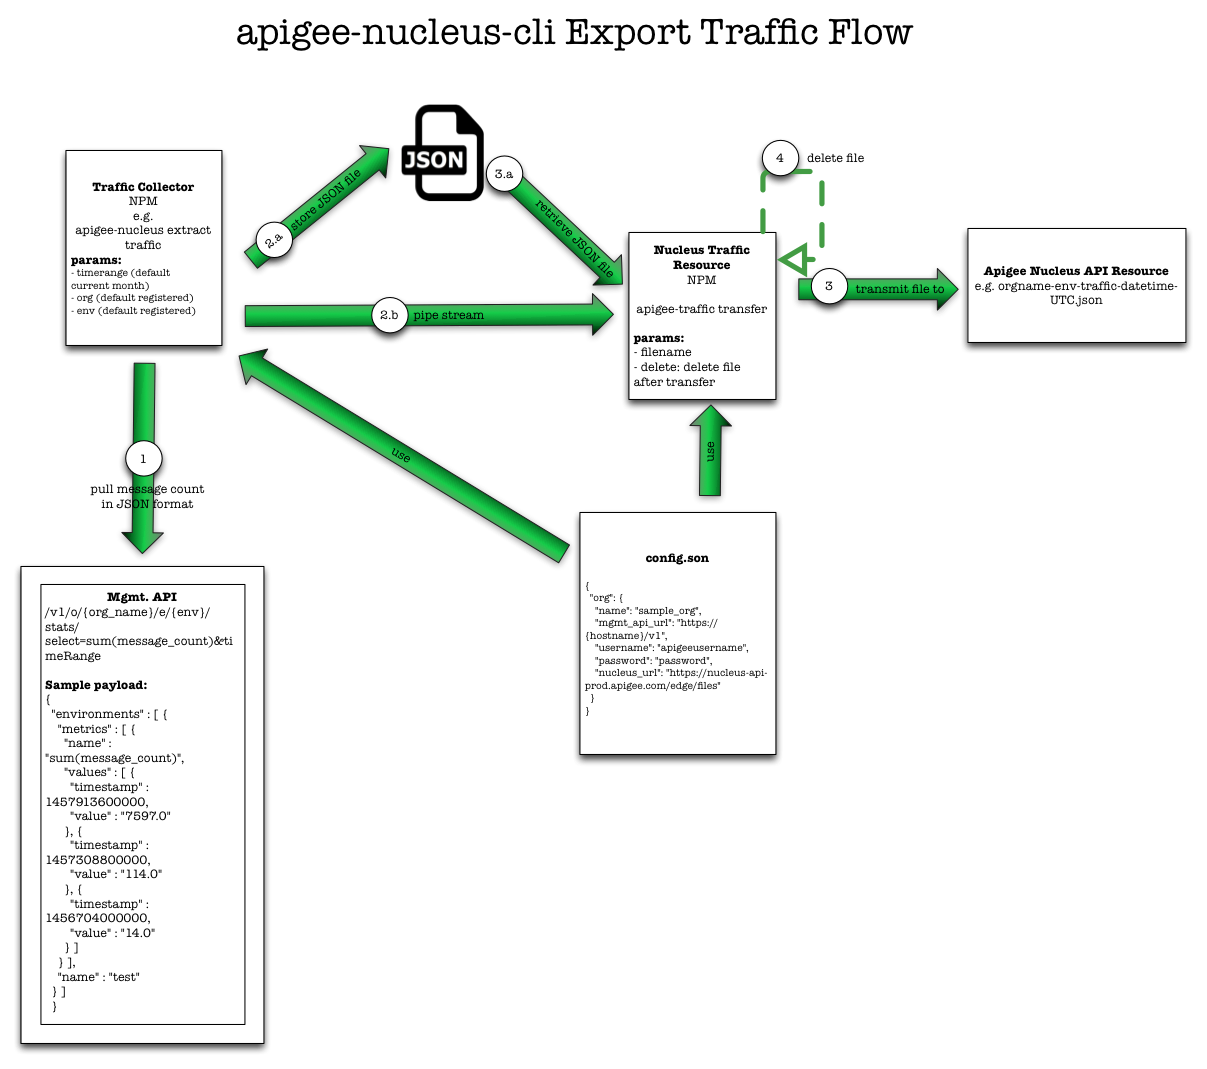 apigee-nucleus-cli Export Traffic Flow
Traffic Collector
NPM
e.g.
apigee-nucleus extract
traffic
params:
- timerange (default
current month)
- org (default registered)
- env (default registered)
2.a
store JSON file
JSON
3.a
retrieve JSON file
4
delete file
Nucleus Traffic
Resource
NPM
apigee-traffic transfer
params:
- filename
- delete: delete file
after transfer
3
transmit file to
Apigee Nucleus API Resource
e.g. orgname-env-traffic-datetime-
UTC.json
2.b
pipe stream
use
use
1
pull message count
in JSON format
config.son
{
"org": {
"name": "sample_org",
"mgmt_api_url": "https://
{hostname}/v1",
"username": "apigeeusername",
"password": "password",
"nucleus_url": "https://nucleus-api-
prod.apigee.com/edge/files"
}
}
Mgmt. API
/v1/o/{org_name}/e/{env}/
stats/
select=sum(message_count)&ti
meRange
Sample payload:
{
"environments" : [ {
"metrics" : [ {
"name" :
"sum(message_count)",
"values" : [ {
"timestamp" :
1457913600000,
"value" : "7597.0"
}, {
"timestamp" :
1457308800000,
"value" : "114.0"
}, {
"timestamp" :
1456704000000,
"value" : "14.0"
} ]
} ],
"name" : "test"
} ]
}